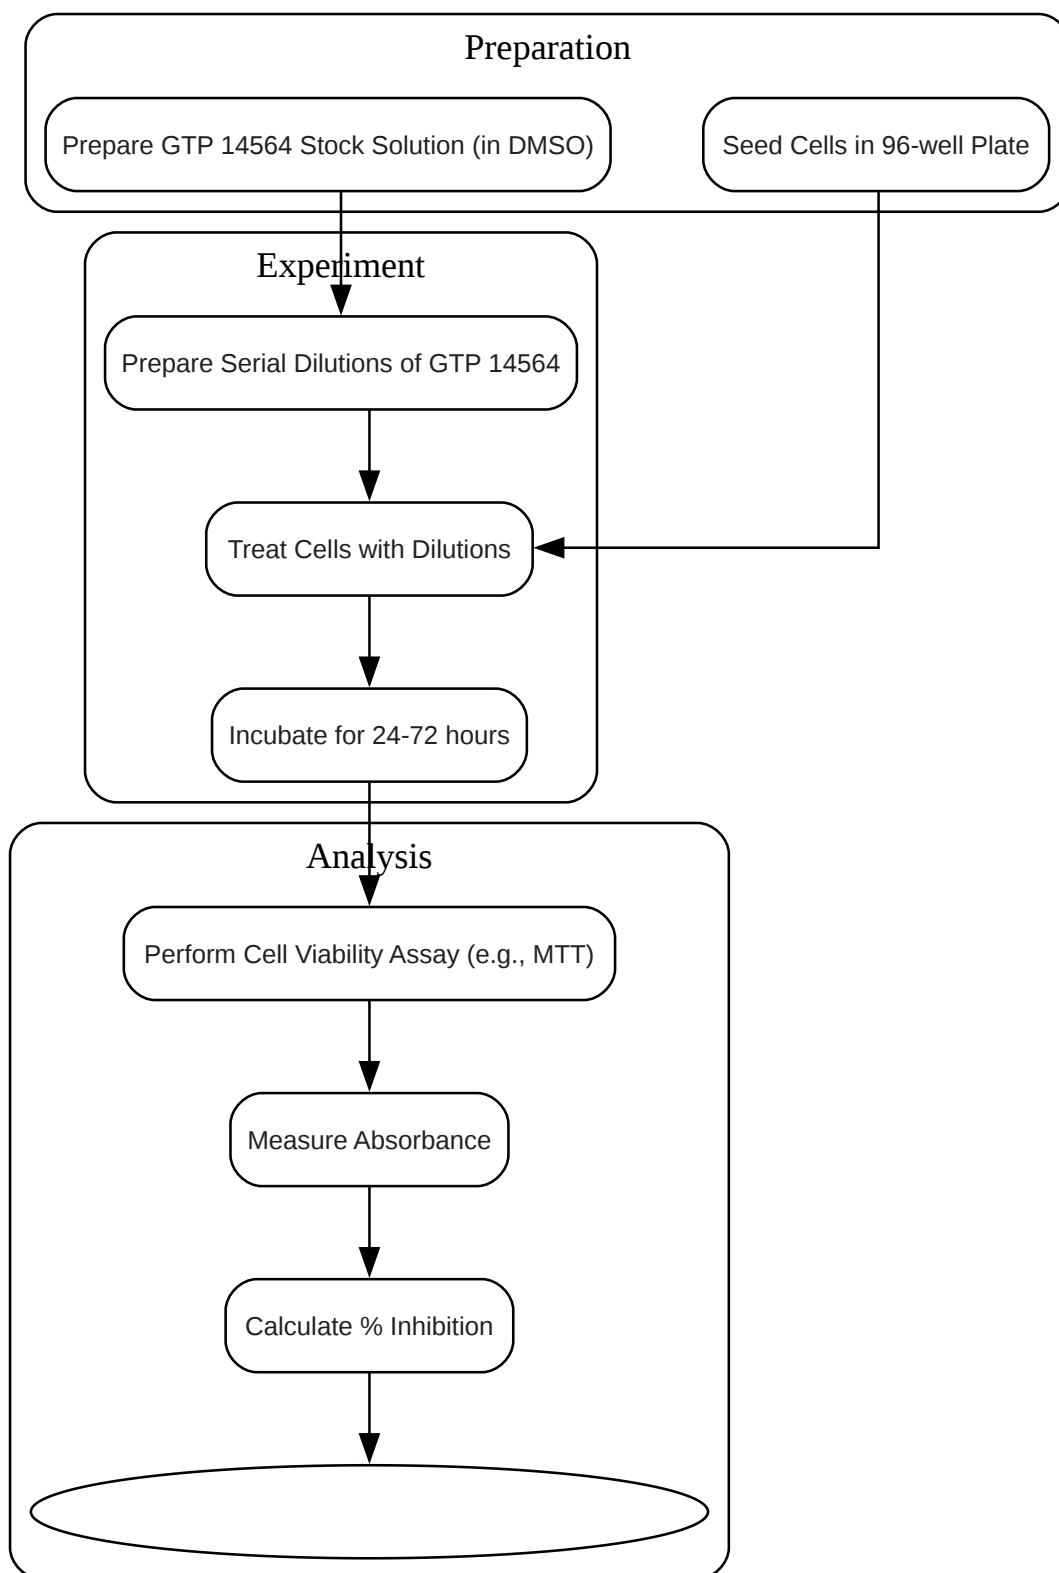 Preparation
Prepare GTP 14564 Stock Solution (in DMSO)
Seed Cells in 96-well Plate
Experiment
Prepare Serial Dilutions of GTP 14564
Treat Cells with Dilutions
Incubate for 24-72 hours
Analysis
Perform Cell Viability Assay (e.g., MTT)
Measure Absorbance
Calculate % Inhibition